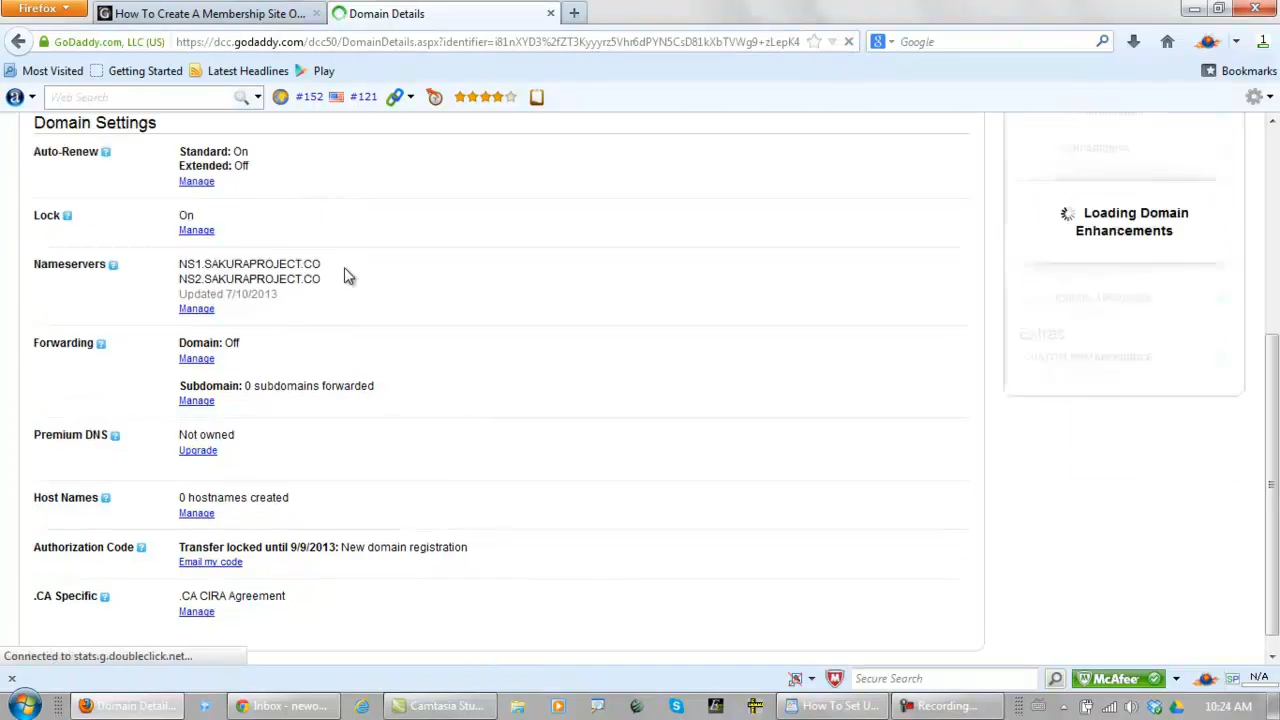 Firefox
How To Create A Membership Site O...
Domain Details
GoDaddy.com, LLC (US)
https://dcc.godaddy.com/dcc50/DomainDetails.aspx?identifier=i81nXYD3%2fZT3Kyyyrz5Vhr6dPYN5CsD81kXbTVWg9+zLepK4
Google
1
Most Visited
Getting Started
Latest Headlines
Play
Bookmarks
Web Search
#152
#121
Domain Settings
Auto-Renew
Standard: On
Extended: Off
Manage
Lock
On
Manage
Nameservers
NS1.SAKURAPROJECT.CO
NS2.SAKURAPROJECT.CO
Updated 7/10/2013
Manage
Forwarding
Domain: Off
Manage
Subdomain: 0 subdomains forwarded
Manage
Premium DNS
Not owned
Upgrade
Host Names
0 hostnames created
Manage
Authorization Code
Transfer locked until 9/9/2013: New domain registration
Email my code
.CA Specific
.CA CIRA Agreement
Manage
Loading Domain
Enhancements
Extras
Connected to stats.g.doubleclick.net...
Secure Search
McAfee
SP
N/A
Domain Detail...
Inbox - newo...
Camtasia Stu...
How To Set U...
Recording...
10:24 AM